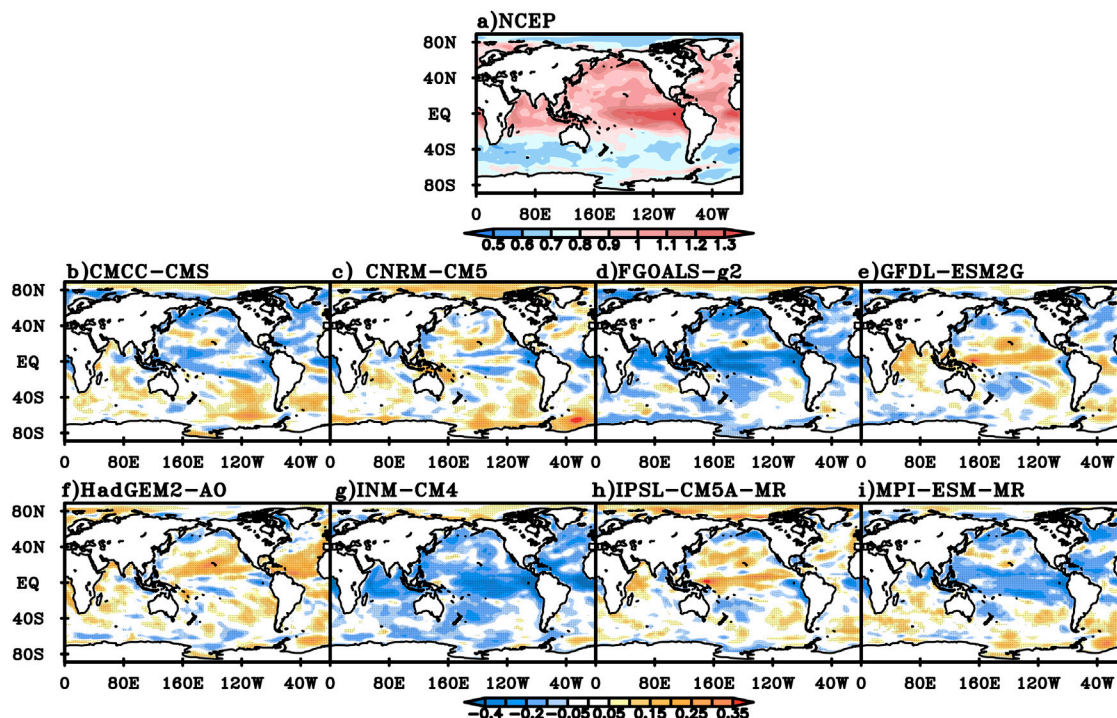 a)NCEP
80N
40N
EQ
40S
80S
0 80E 160E 120W 40W
0.5 0.6 0.7 0.8 0.9 1 1.1 1.2 1.3
b)CMCC-CMS c) CNRM-CM5 d)FGOALS-g2 e)GFDL-ESM2G
80N
40N
EQ
40S
80S
0 80E 160E 120W 40W 0 80E 160E 120W 40W 0 80E 160E 120W 40W 0 80E 160E 120W 40W
f)HadGEM2-AO g)INM-CM4 h)IPSL-CM5A-MR i)MPI-ESM-MR
80N
40N
EQ
40S
80S
0 80E 160E 120W 40W 0 80E 160E 120W 40W 0 80E 160E 120W 40W 0 80E 160E 120W 40W
-0.4 -0.2 -0.05 0.05 0.15 0.25 0.35